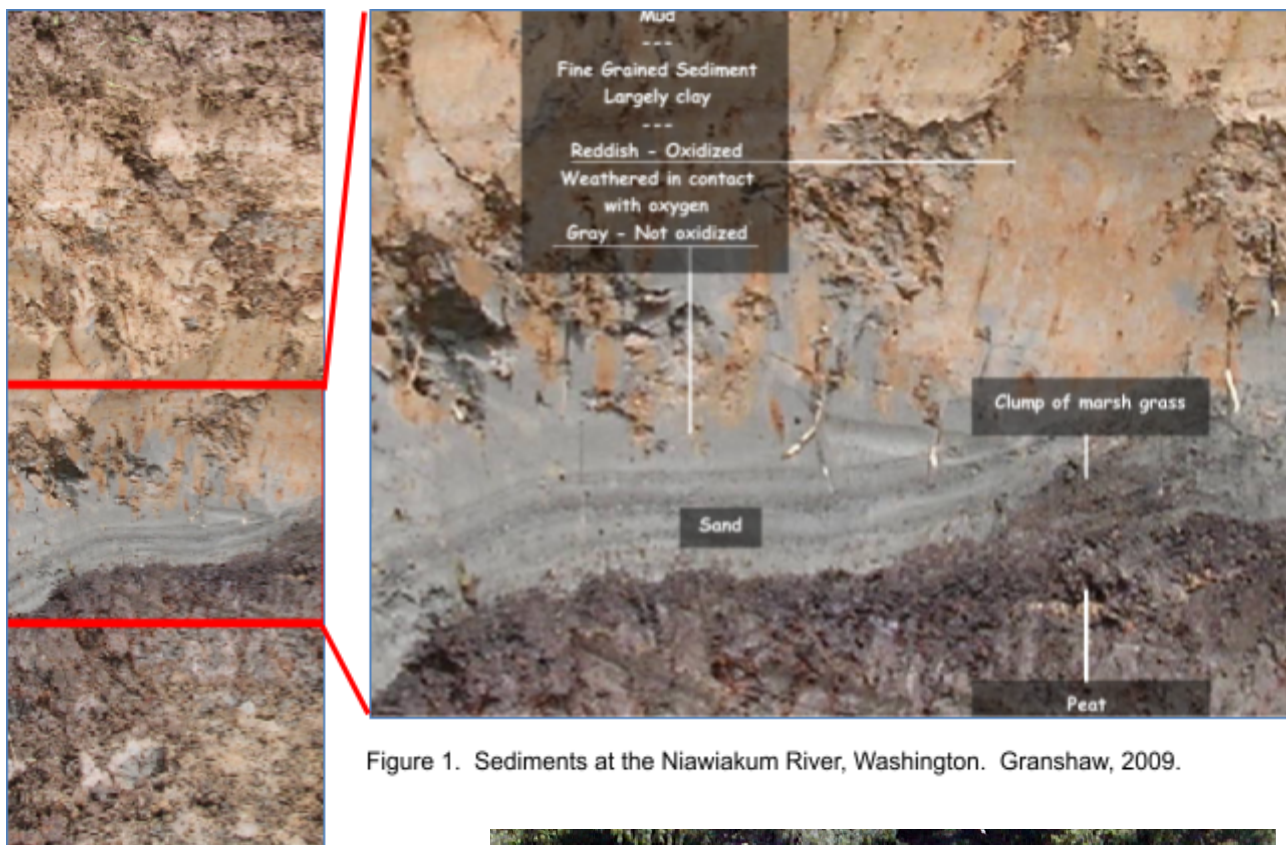 Mud
---
Fine Grained Sediment
Largely clay
---
Reddish - Oxidized
Weathered in contact
with oxygen
Gray - Not oxidized
Clump of marsh grass
Sand
Peat
Figure 1. Sediments at the Niawiakum River, Washington. Granshaw, 2009.